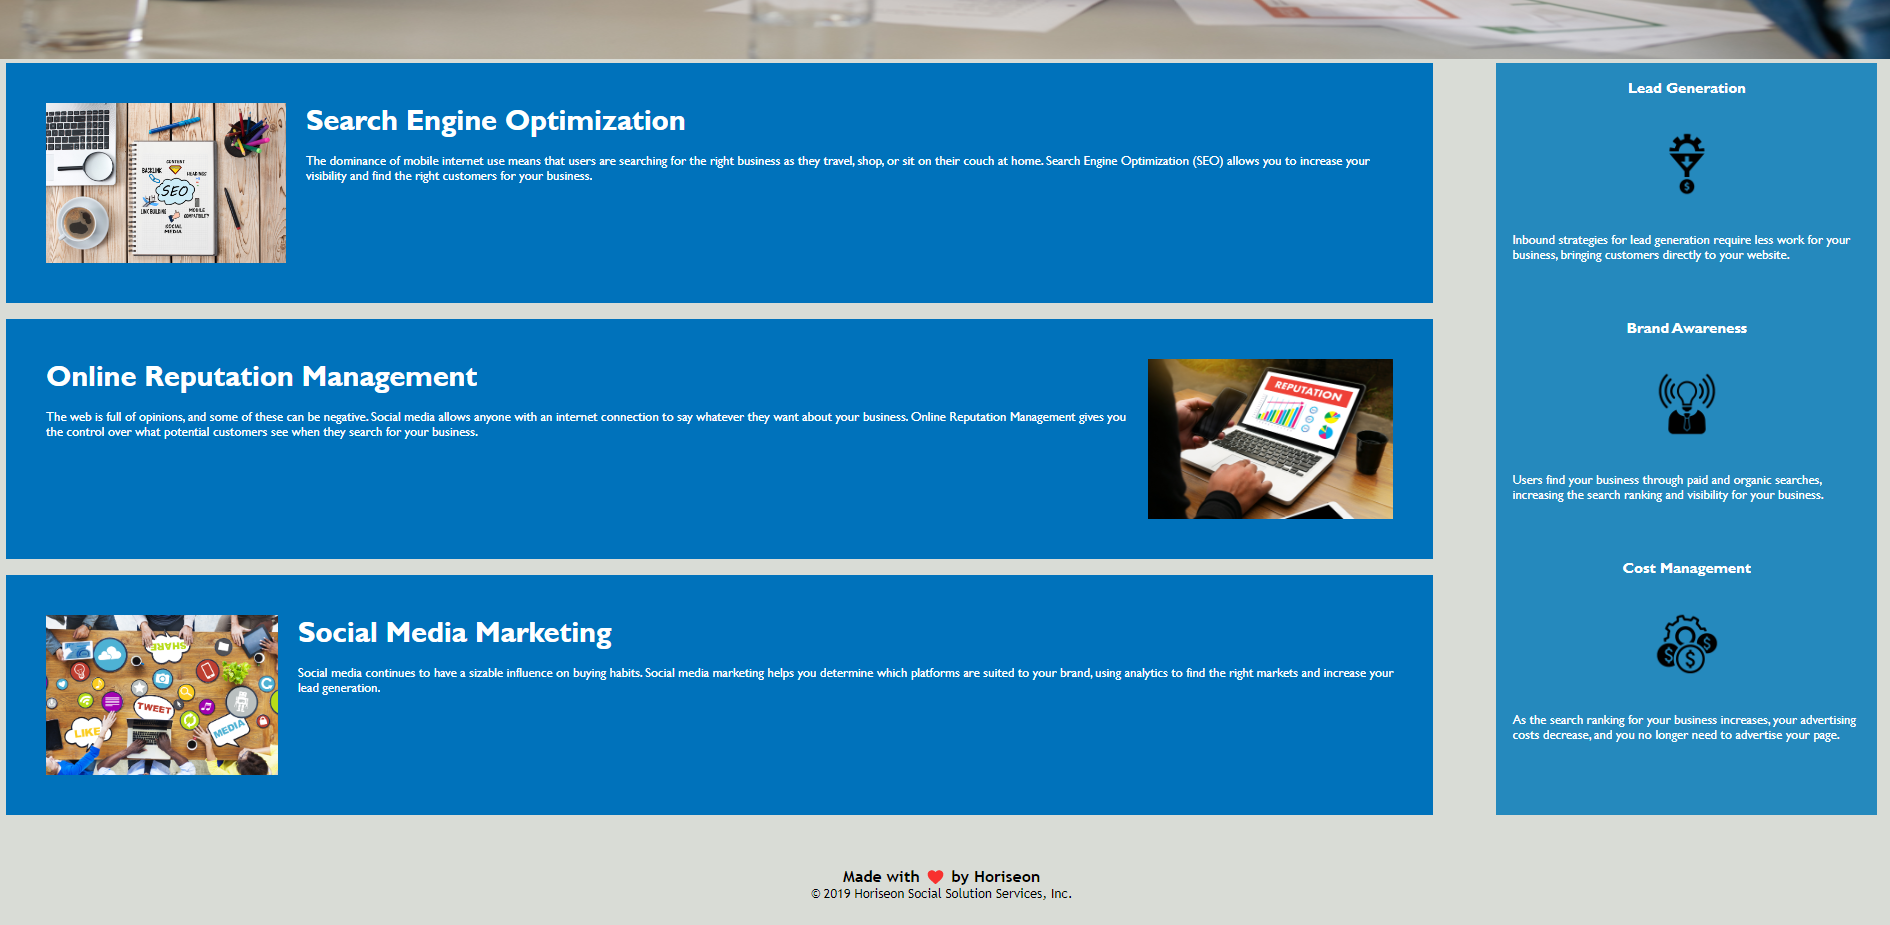 Search Engine Optimization
The dominance of mobile internet use means that users are searching for the right business as they travel, shop, or sit on their couch at home. Search Engine Optimization (SEO) allows you to increase your
visibility and find the right customers for your business.
CONTENT
BACKLINK
HEADINGS
SEO
LINK BUILDING
MOBILE
COMPATIBILITY
SOCIAL
MEDIA
Online Reputation Management
The web is full of opinions, and some of these can be negative. Social media allows anyone with an internet connection to say whatever they want about your business. Online Reputation Management gives you
the control over what potential customers see when they search for your business.
REPUTATION
Social Media Marketing
Social media continues to have a sizable influence on buying habits. Social media marketing helps you determine which platforms are suited to your brand, using analytics to find the right markets and increase your
lead generation.
SHARE
TWEET
LIKE
MEDIA
Lead Generation
Inbound strategies for lead generation require less work for your
business, bringing customers directly to your website.
Brand Awareness
Users find your business through paid and organic searches,
increasing the search ranking and visibility for your business.
Cost Management
As the search ranking for your business increases, your advertising
costs decrease, and you no longer need to advertise your page.
Made with ❤️ by Horiseon
© 2019 Horiseon Social Solution Services, Inc.